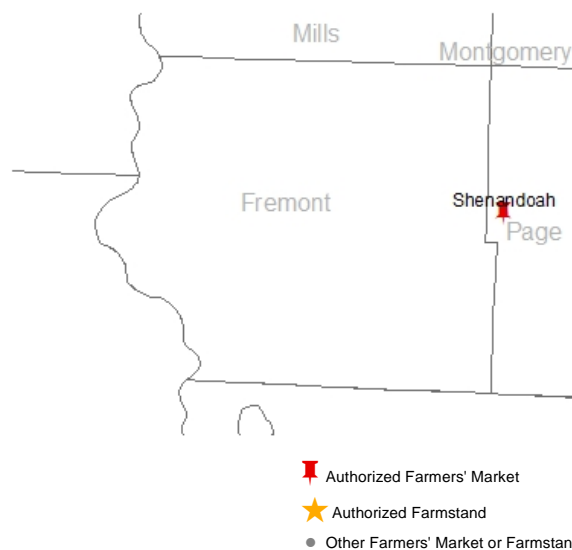 Mills
Montgomery
Fremont
Shenandoah
Page
Authorized Farmers' Market
Authorized Farmstand
Other Farmers' Market or Farmstan